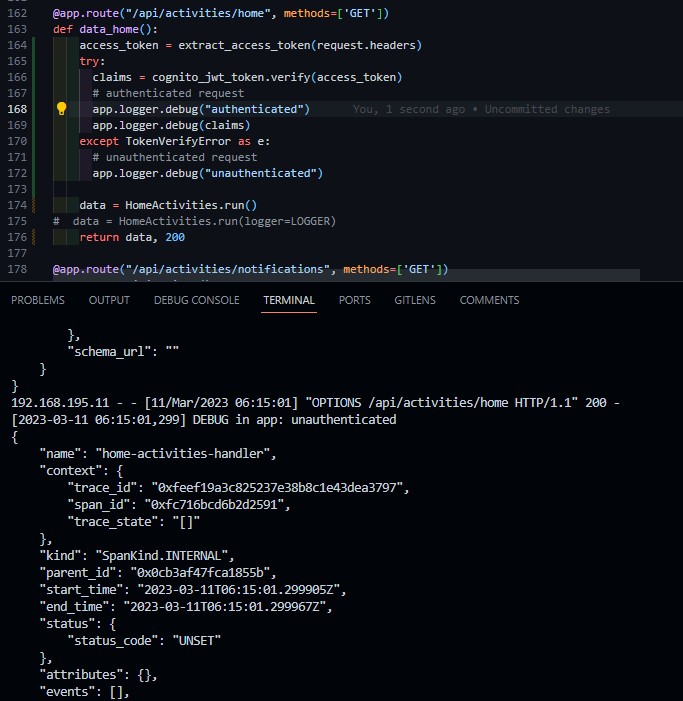 162 @app.route("/api/activities/home", methods=['GET'])
163 def data_home():
164 access_token = extract_access_token(request.headers)
165 try:
166 claims = cognito_jwt_token.verify(access_token)
167 # authenticated request
168 app.logger.debug("authenticated") You, 1 second ago • Uncommitted changes
169 app.logger.debug(claims)
170 except TokenVerifyError as e:
171 # unauthenticated request
172 app.logger.debug("unauthenticated")
173
174 data = HomeActivities.run()
175 # data = HomeActivities.run(logger=LOGGER)
176 return data, 200
177
178 @app.route("/api/activities/notifications", methods=['GET'])
PROBLEMS OUTPUT DEBUG CONSOLE TERMINAL PORTS GITLENS COMMENTS
},
"schema_url": ""
}
}
192.168.195.11 - - [11/Mar/2023 06:15:01] "OPTIONS /api/activities/home HTTP/1.1" 200 -
[2023-03-11 06:15:01,299] DEBUG in app: unauthenticated
{
"name": "home-activities-handler",
"context": {
"trace_id": "0xfeef19a3c825237e38b8c1e43dea3797",
"span_id": "0xfc716bcd6b2d2591",
"trace_state": "[]"
},
"kind": "SpanKind.INTERNAL",
"parent_id": "0x0cb3af47fca1855b",
"start_time": "2023-03-11T06:15:01.299905Z",
"end_time": "2023-03-11T06:15:01.299967Z",
"status": {
"status_code": "UNSET"
},
"attributes": {},
"events": [],